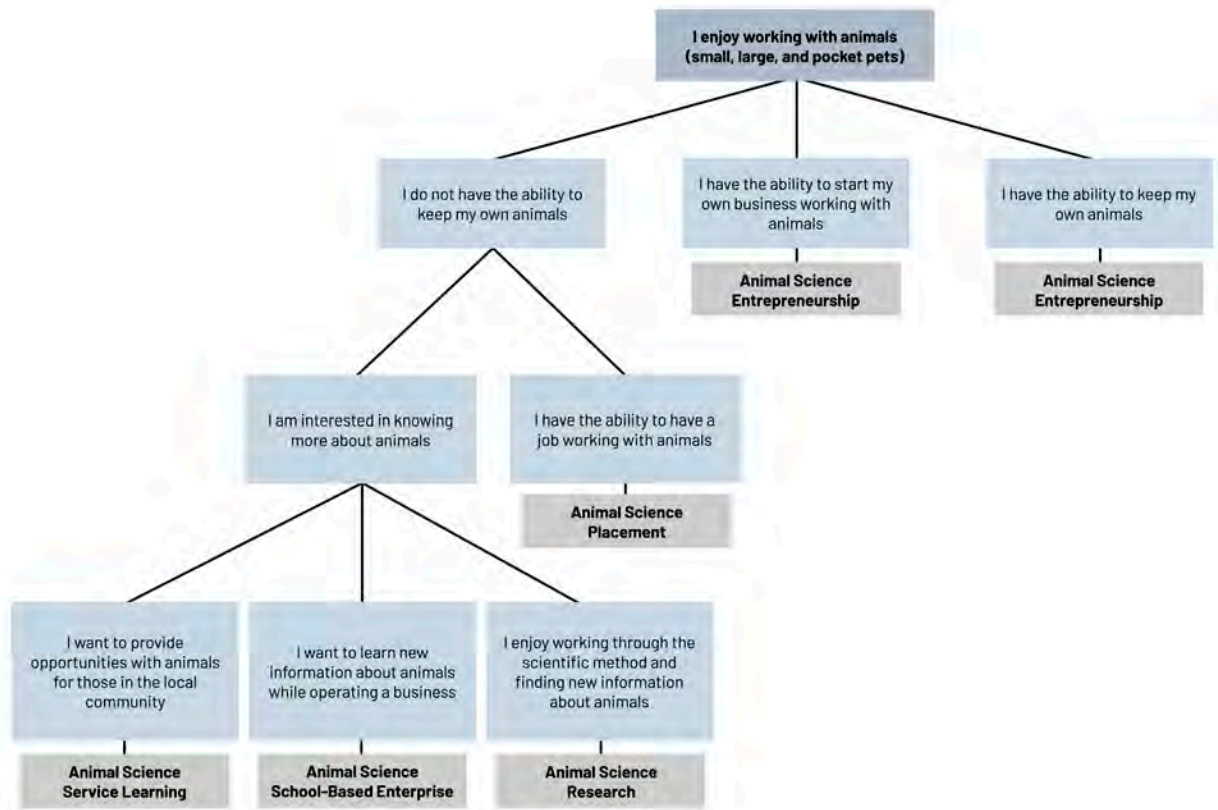 I enjoy working with animals
(small, large, and pocket pets)
I do not have the ability to
keep my own animals
I have the ability to start my
own business working with
animals
I have the ability to keep my
own animals
Animal Science
Entrepreneurship
Animal Science
Entrepreneurship
I am interested in knowing
more about animals
I have the ability to have a
job working with animals
Animal Science
Placement
I want to provide
opportunities with animals
for those in the local
community
I want to learn new
information about animals
while operating a business
I enjoy working through the
scientific method and
finding new information
about animals
Animal Science
Service Learning
Animal Science
School-Based Enterprise
Animal Science
Research